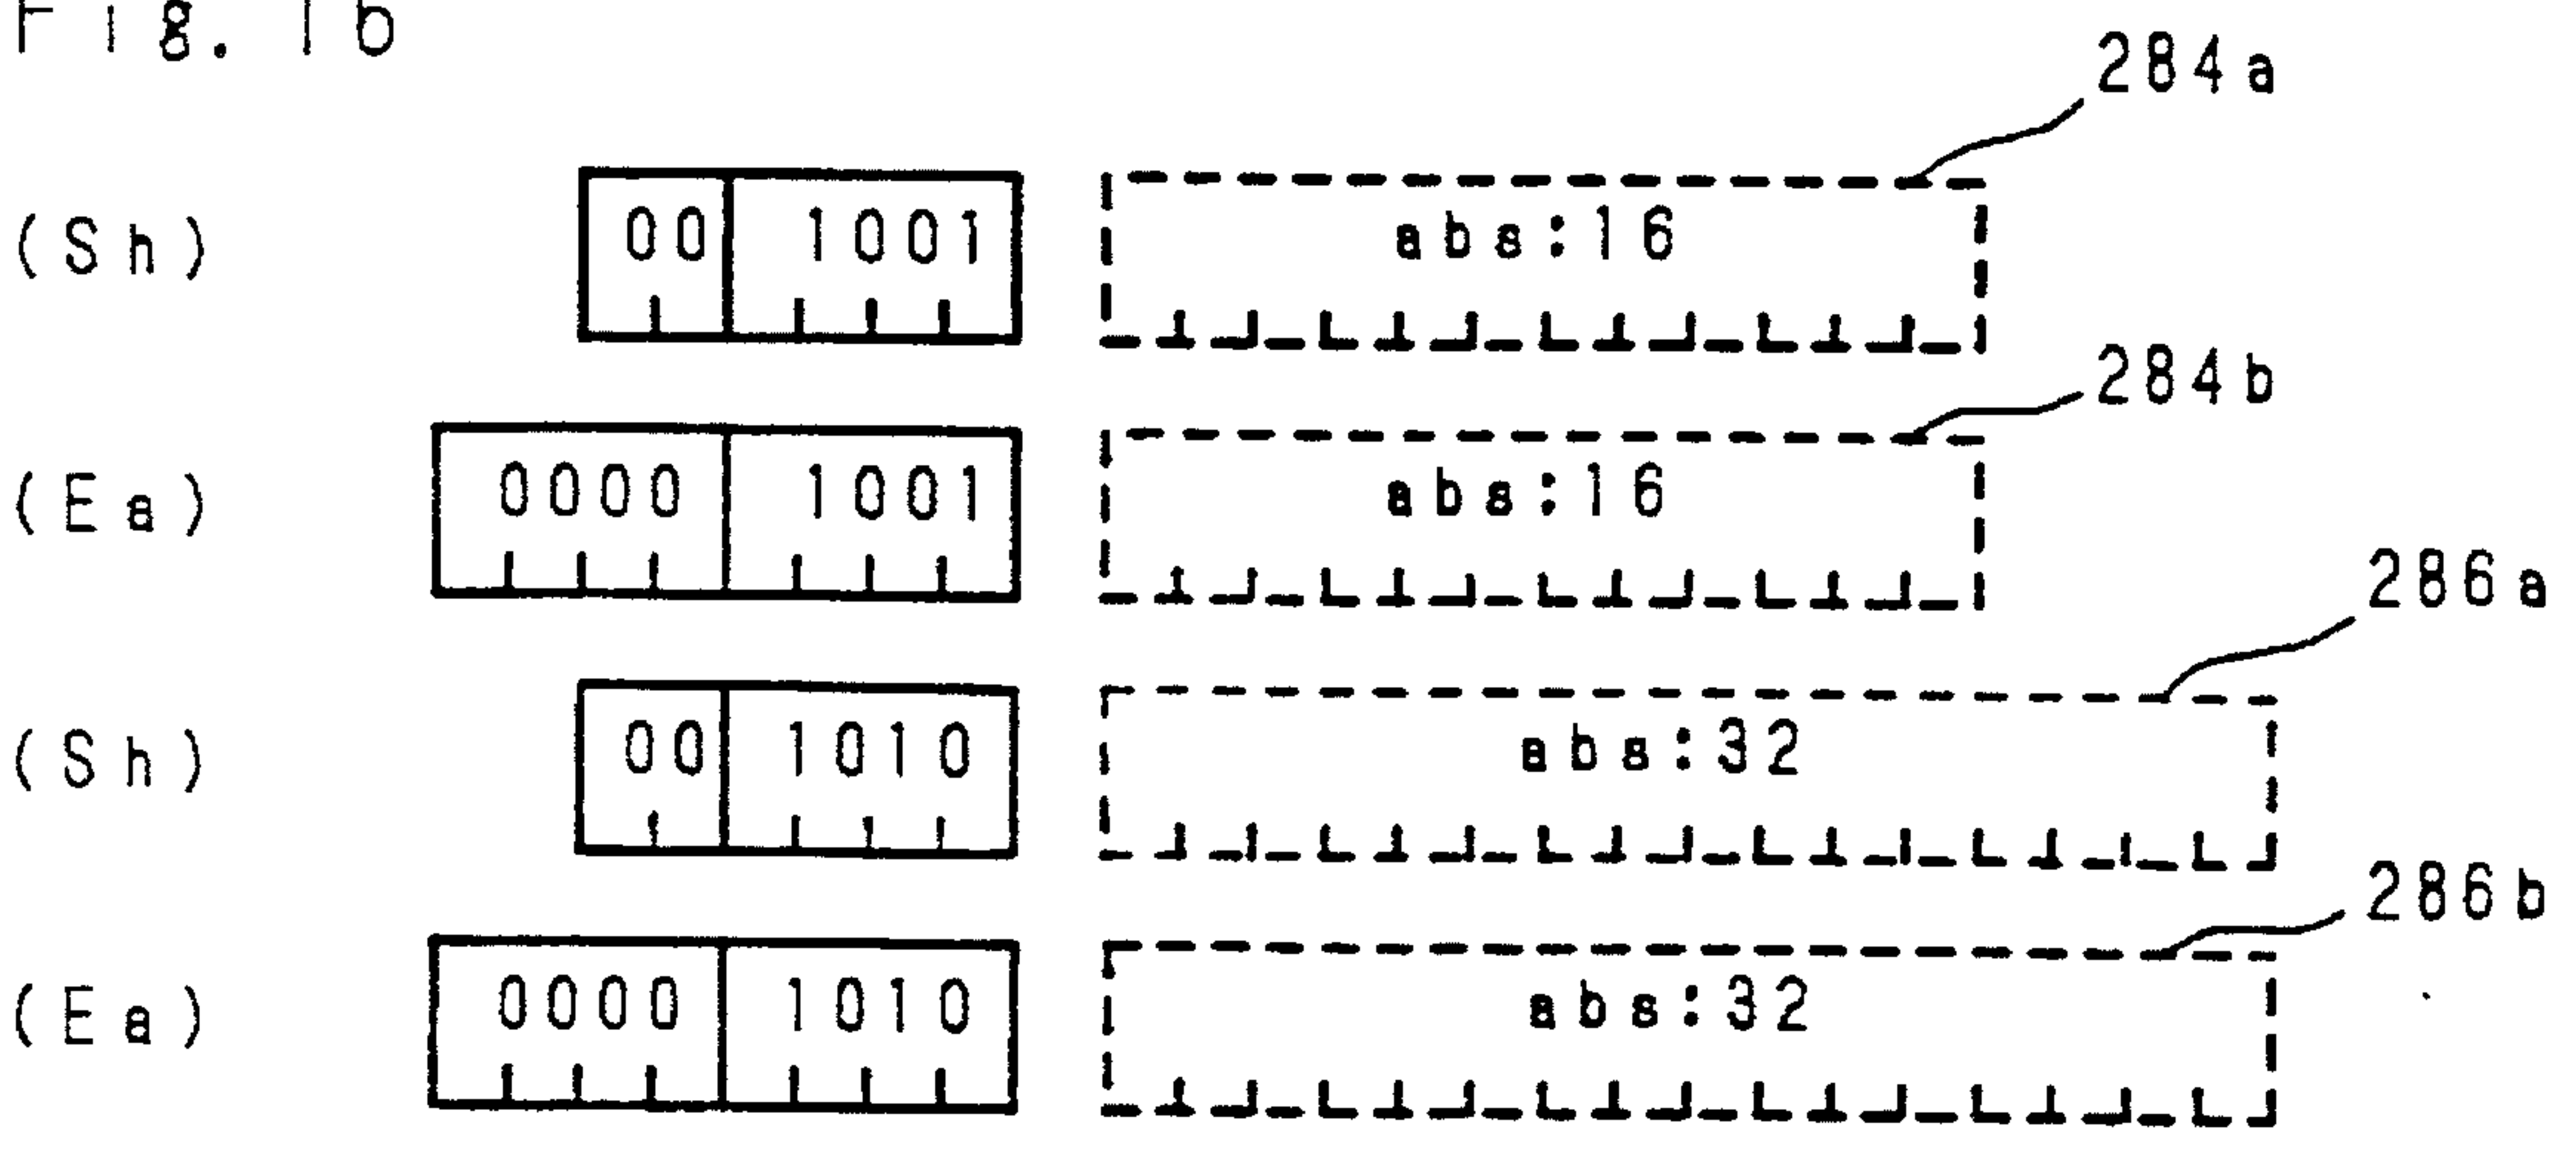 Fig. 16
284a
(Sh) 00 1001 abs:16
284b
(Ea) 0000 1001 abs:16
286a
(Sh) 00 1010 abs:32
286b
(Ea) 0000 1010 abs:32